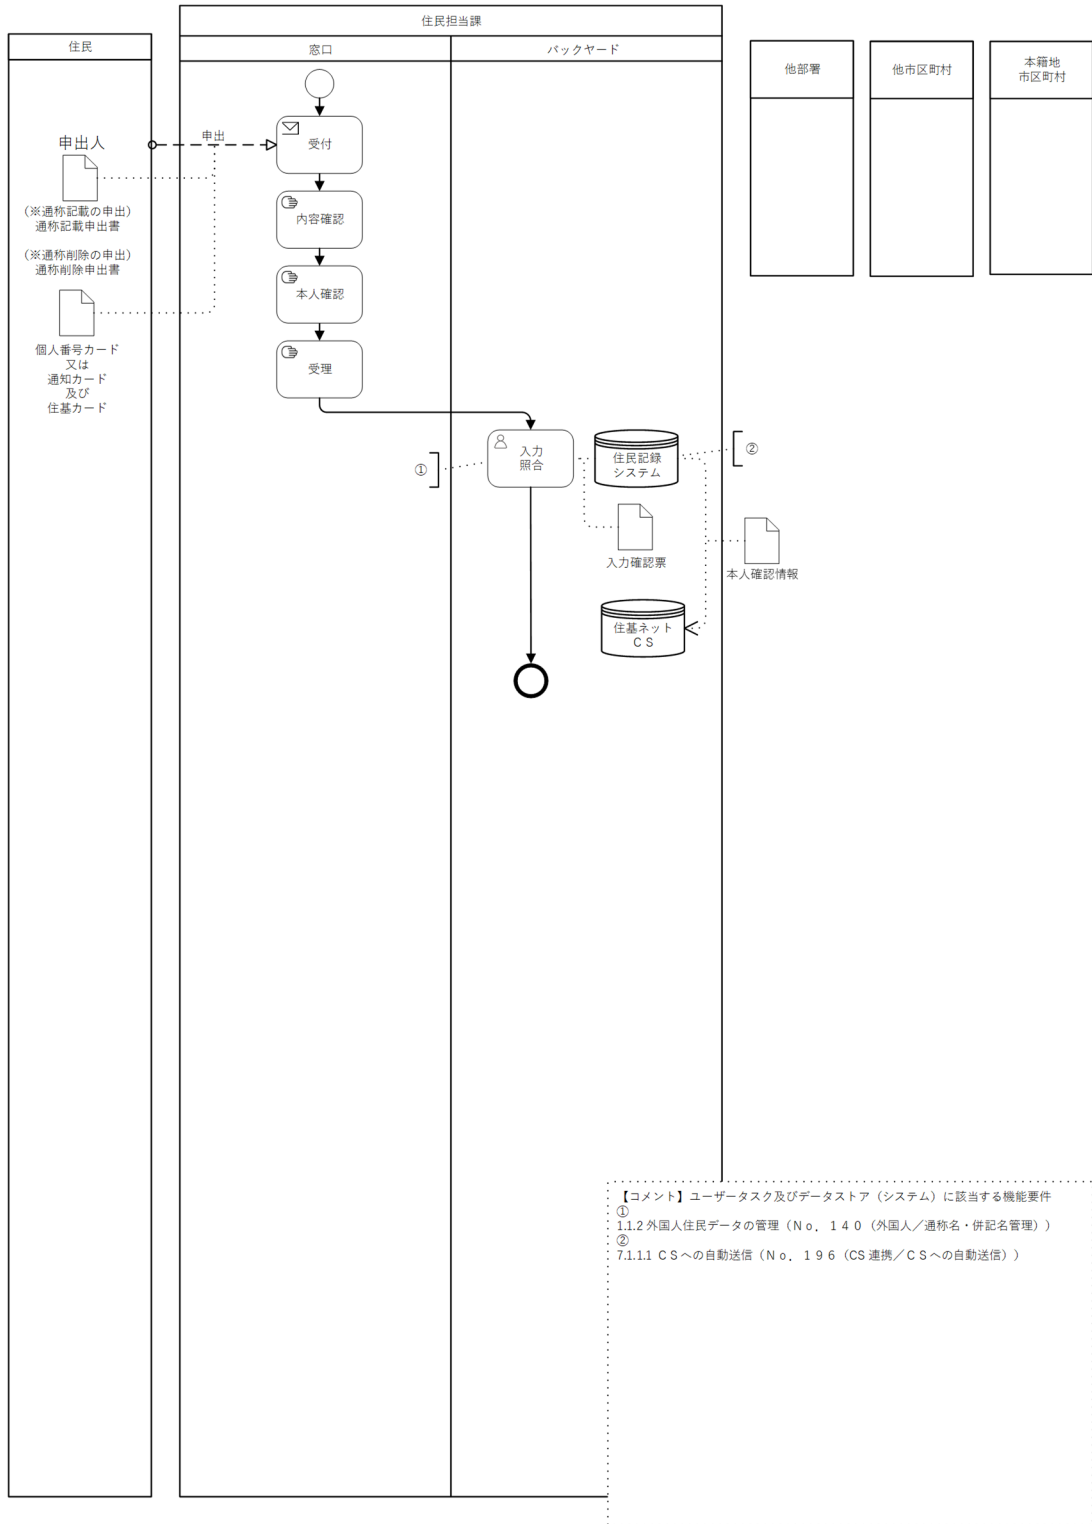 住民
住民担当課
窓口
バックヤード
他部署
他市区町村
本籍地
市区町村
申出人
申出
（※通称記載の申出）
通称記載申出書
（※通称削除の申出）
通称削除申出書
個人番号カード
又は
通知カード
及び
住基カード
受付
内容確認
本人確認
受理
①
入力
照合
住民記録
システム
②
入力確認票
本人確認情報
住基ネット
ＣＳ
【コメント】ユーザータスク及びデータストア（システム）に該当する機能要件
①
1.1.2 外国人住民データの管理（Ｎｏ．１４０（外国人／通称名・併記名管理））
②
7.1.1.1 ＣＳへの自動送信（Ｎｏ．１９６（CS 連携／ＣＳへの自動送信））